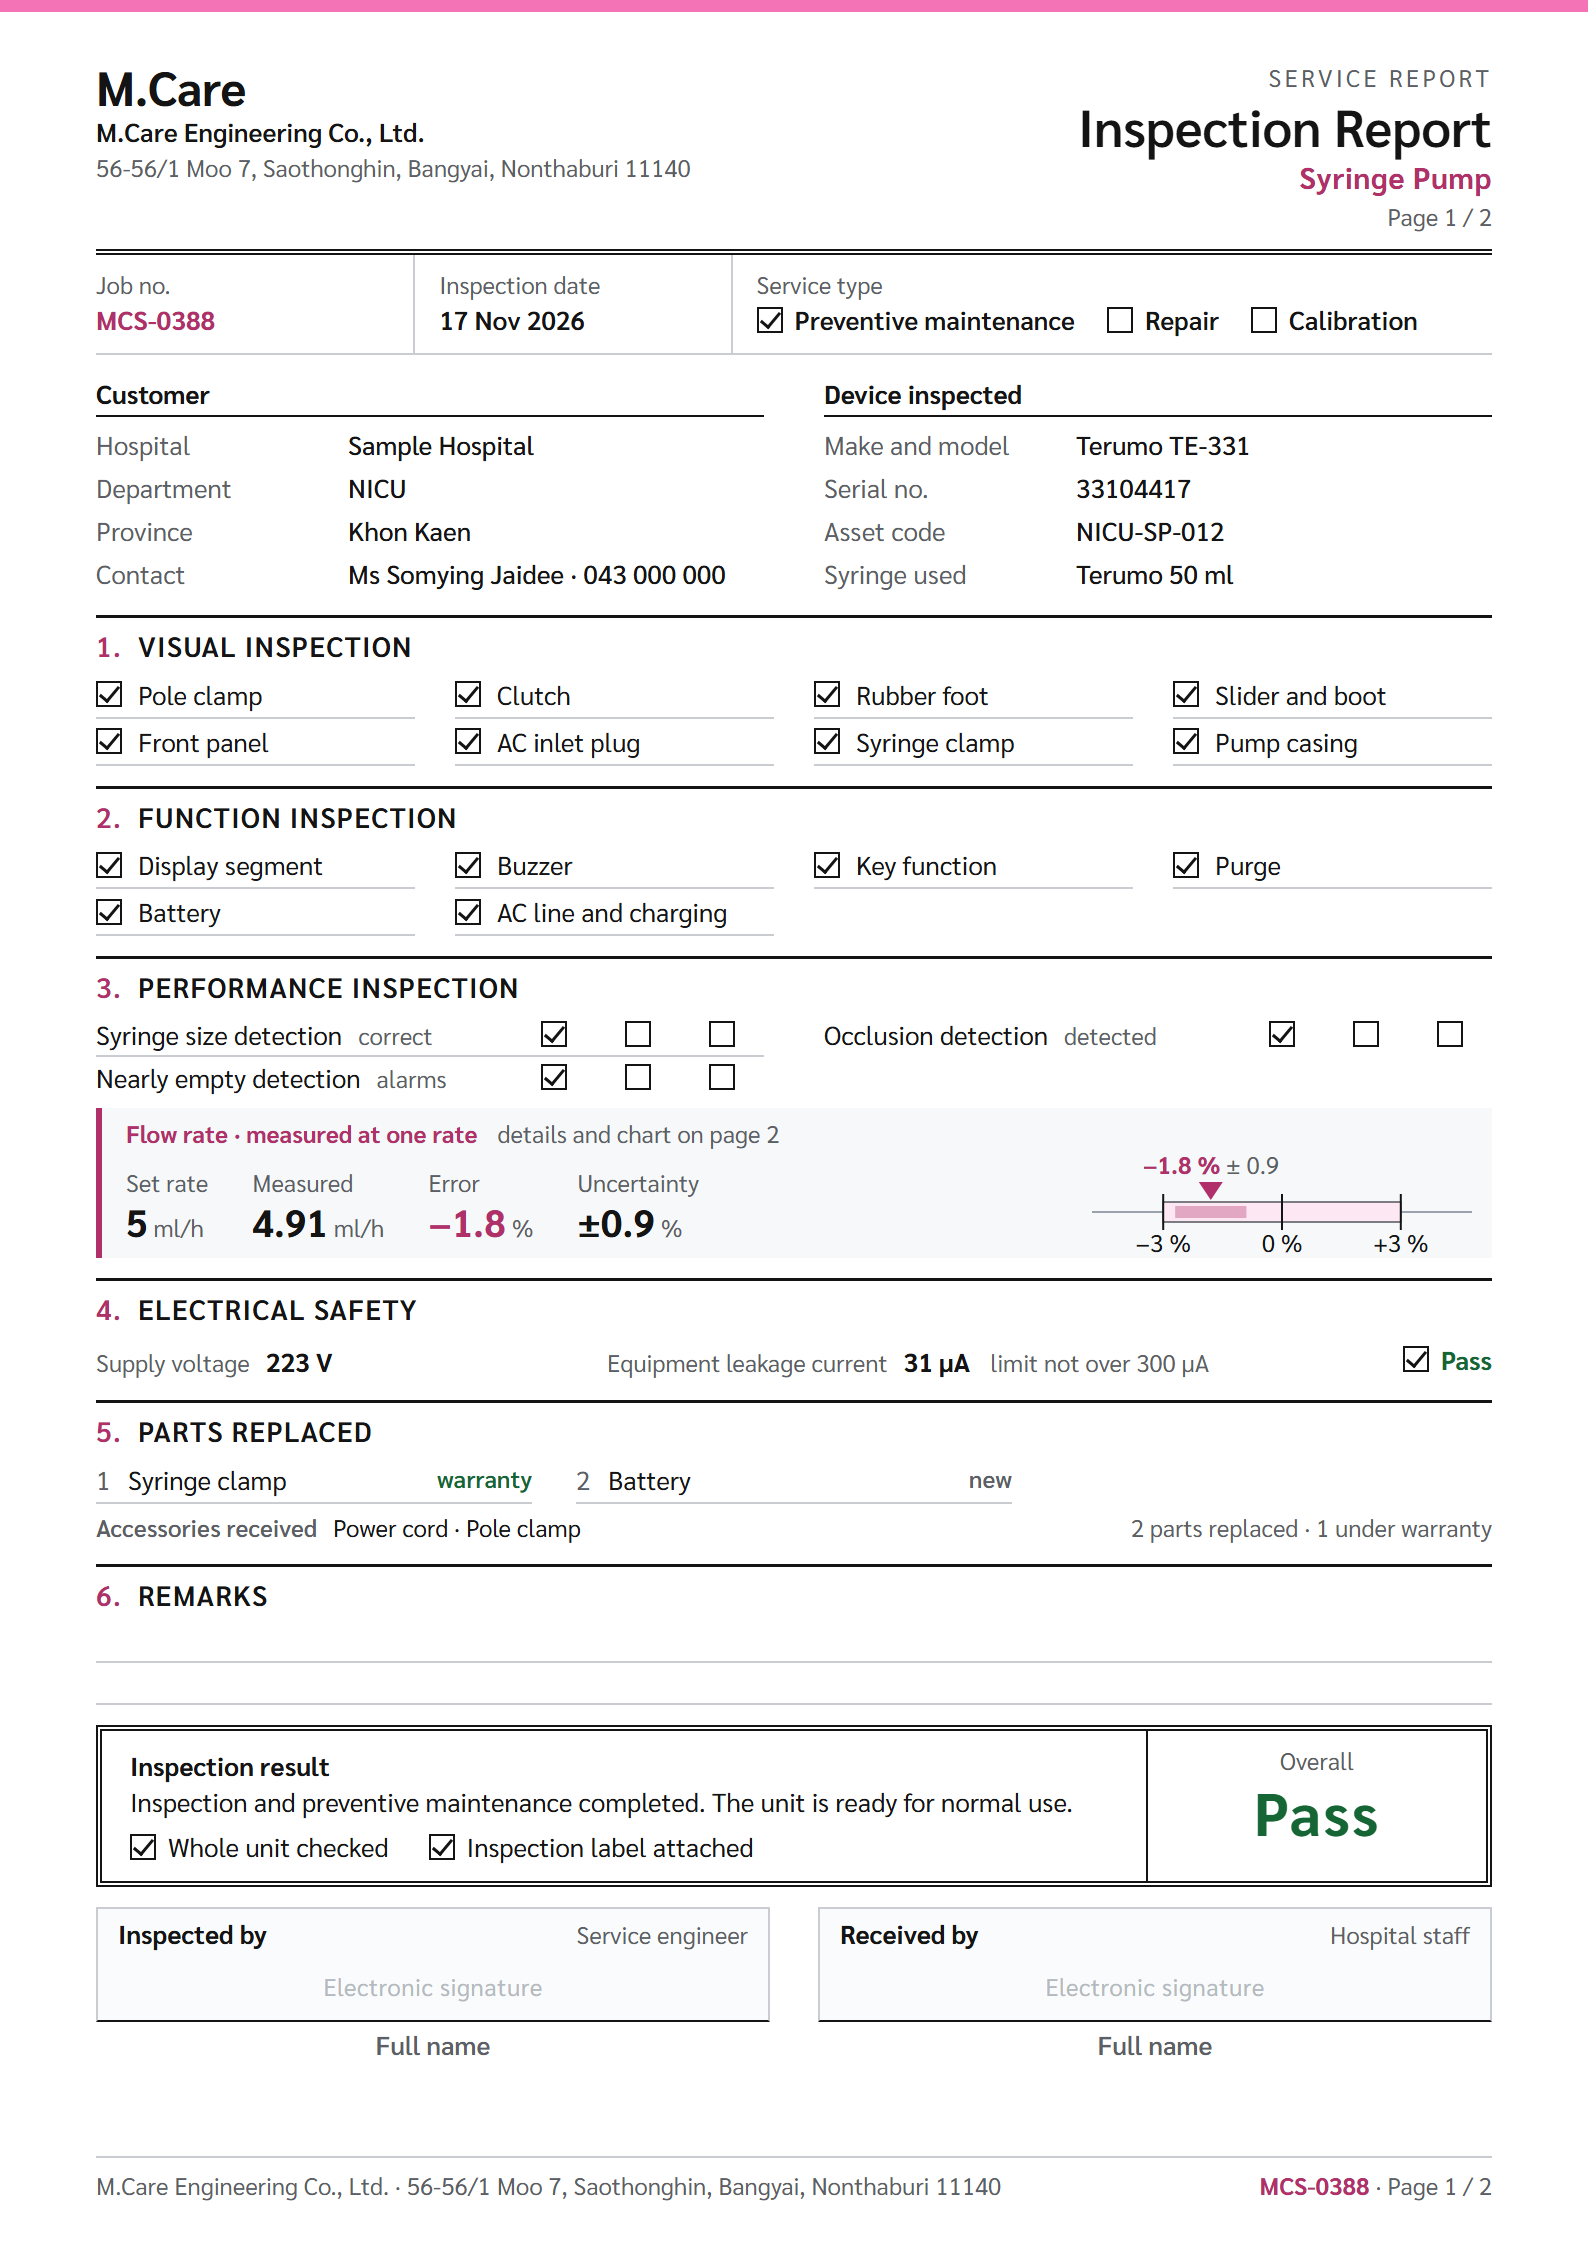 M.Care
M.Care Engineering Co., Ltd.
56-56/1 Moo 7, Saothonghin, Bangyai, Nonthaburi 11140
SERVICE REPORT
Inspection Report
Syringe Pump
Page 1 / 2
Job no.
MCS-0388
Inspection date
17 Nov 2026
Service type
Preventive maintenance Repair Calibration
Customer
Hospital Sample Hospital
Department NICU
Province Khon Kaen
Contact Ms Somying Jaidee · 043 000 000
Device inspected
Make and model Terumo TE-331
Serial no. 33104417
Asset code NICU-SP-012
Syringe used Terumo 50 ml
1. VISUAL INSPECTION
Pole clamp Clutch Rubber foot Slider and boot
Front panel AC inlet plug Syringe clamp Pump casing
2. FUNCTION INSPECTION
Display segment Buzzer Key function Purge
Battery AC line and charging
3. PERFORMANCE INSPECTION
Syringe size detection correct Occlusion detection detected
Nearly empty detection alarms
Flow rate · measured at one rate details and chart on page 2
Set rate Measured Error Uncertainty
5 ml/h 4.91 ml/h −1.8 % ±0.9 %
−1.8 % ± 0.9
−3 % 0 % +3 %
4. ELECTRICAL SAFETY
Supply voltage 223 V Equipment leakage current 31 µA limit not over 300 µA Pass
5. PARTS REPLACED
1 Syringe clamp warranty 2 Battery new
Accessories received Power cord · Pole clamp 2 parts replaced · 1 under warranty
6. REMARKS
Inspection result
Inspection and preventive maintenance completed. The unit is ready for normal use.
Whole unit checked Inspection label attached
Overall
Pass
Inspected by Service engineer
Electronic signature
Full name
Received by Hospital staff
Electronic signature
Full name
M.Care Engineering Co., Ltd. · 56-56/1 Moo 7, Saothonghin, Bangyai, Nonthaburi 11140 MCS-0388 · Page 1 / 2